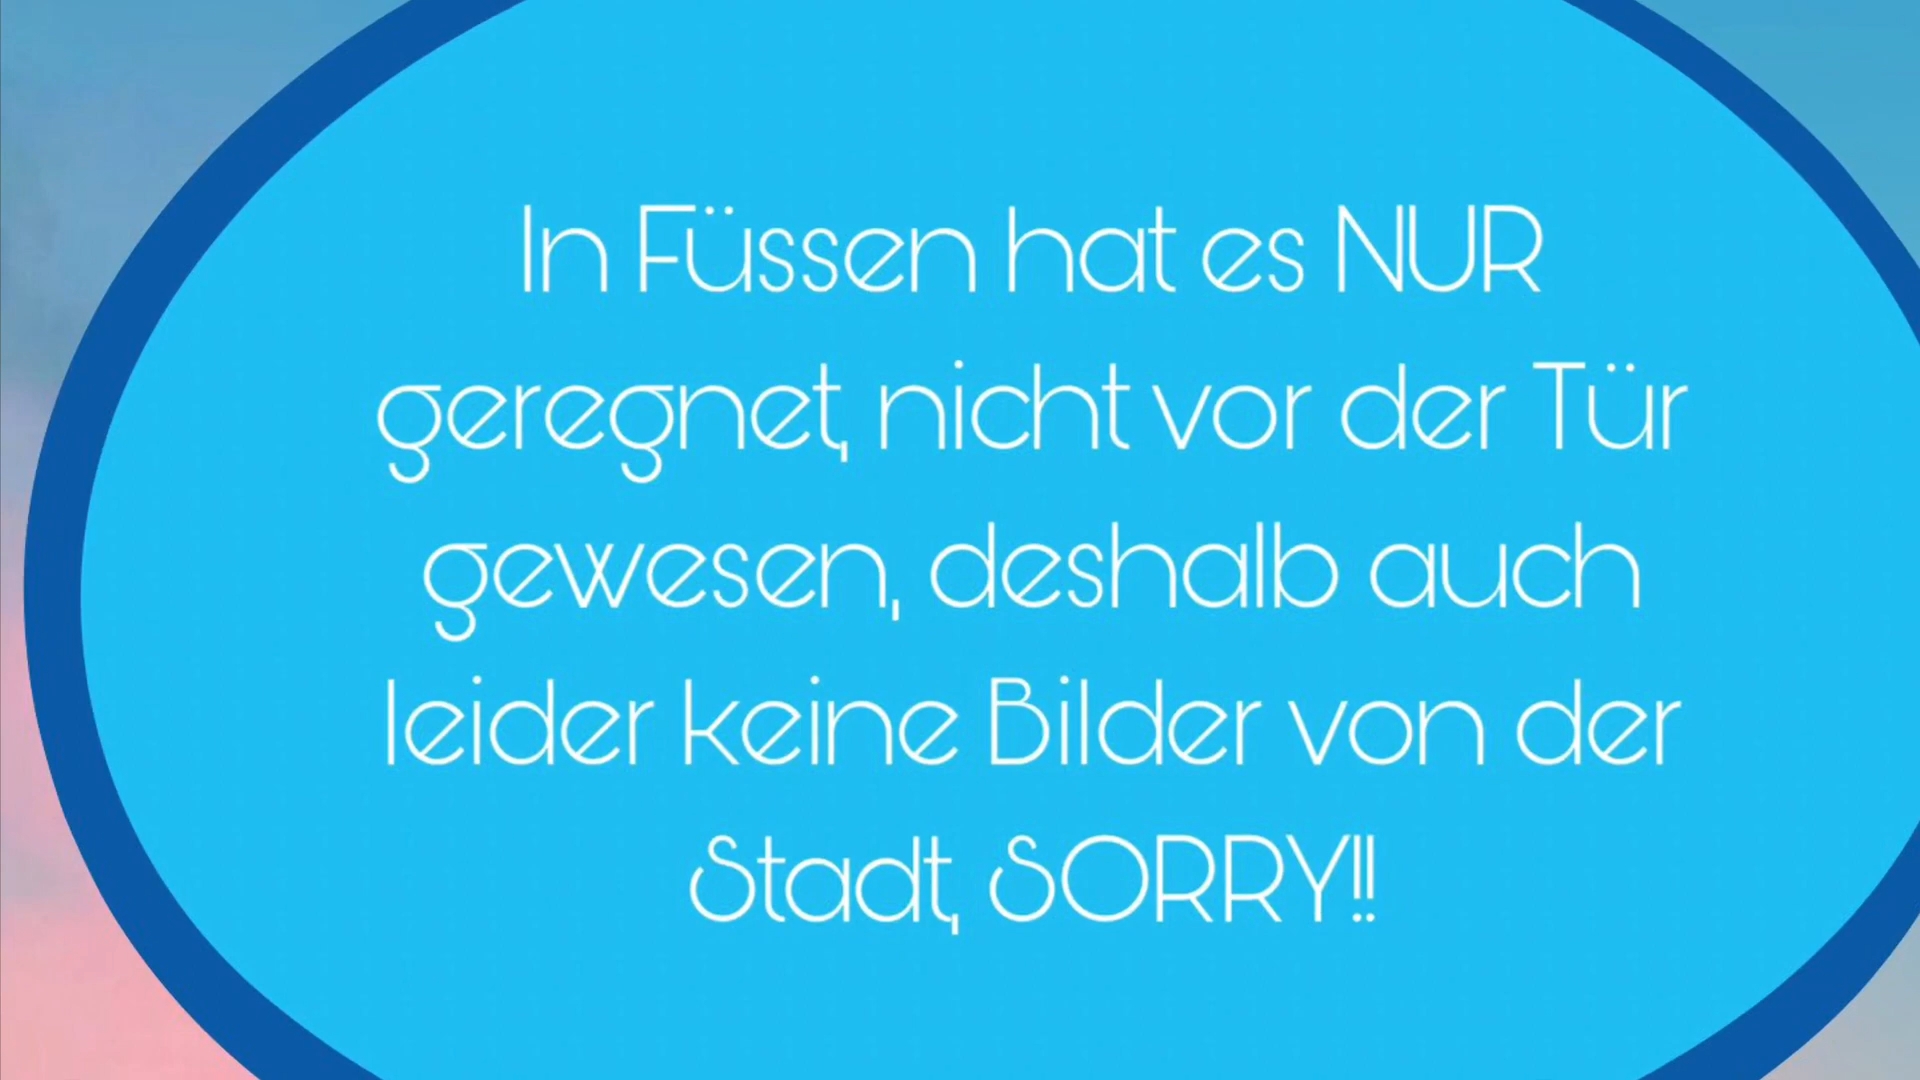 In Füssen hat es NUR
geregnet, nicht vor der Tür
gewesen, deshalb auch
leider keine Bilder von der
Stadt, SORRY!!